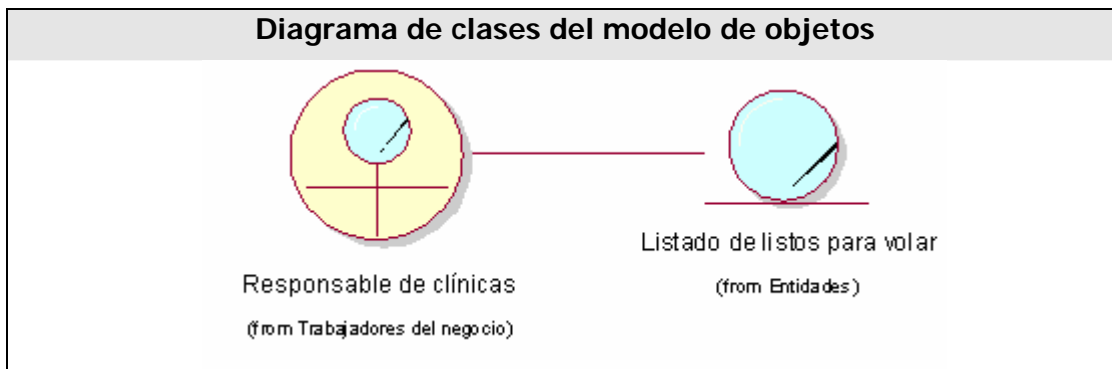 Diagrama de clases del modelo de objetos
Responsable de clínicas
(from Trabajadores del negocio)
Listado de listos para volar
(from Entidades)